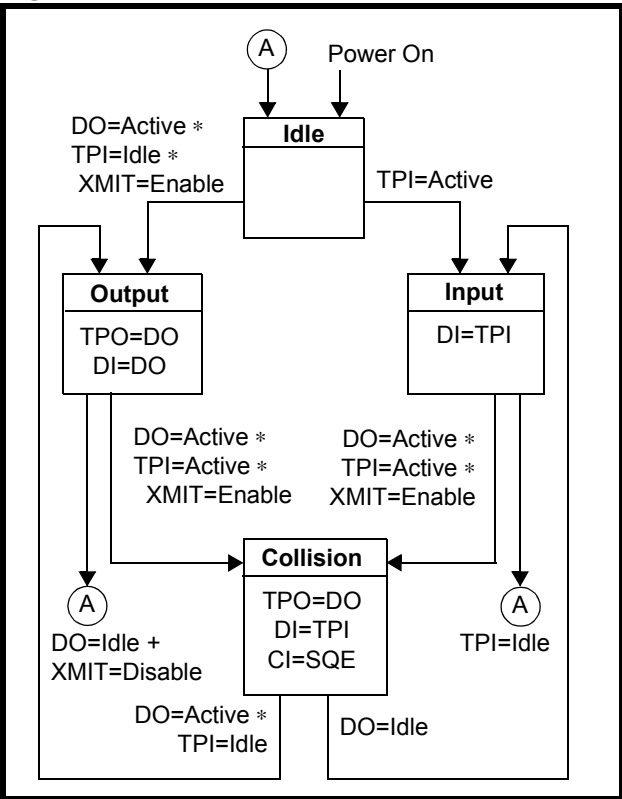 A
Power On
DO=Active *
TPI=Idle *
XMIT=Enable
Idle
TPI=Active
Output
TPO=DO
DI=DO
Input
DI=TPI
DO=Active *
TPI=Active *
XMIT=Enable
DO=Active *
TPI=Active *
XMIT=Enable
Collision
TPO=DO
DI=TPI
CI=SQE
A
DO=Idle +
XMIT=Disable
A
TPI=Idle
DO=Active *
TPI=Idle
DO=Idle